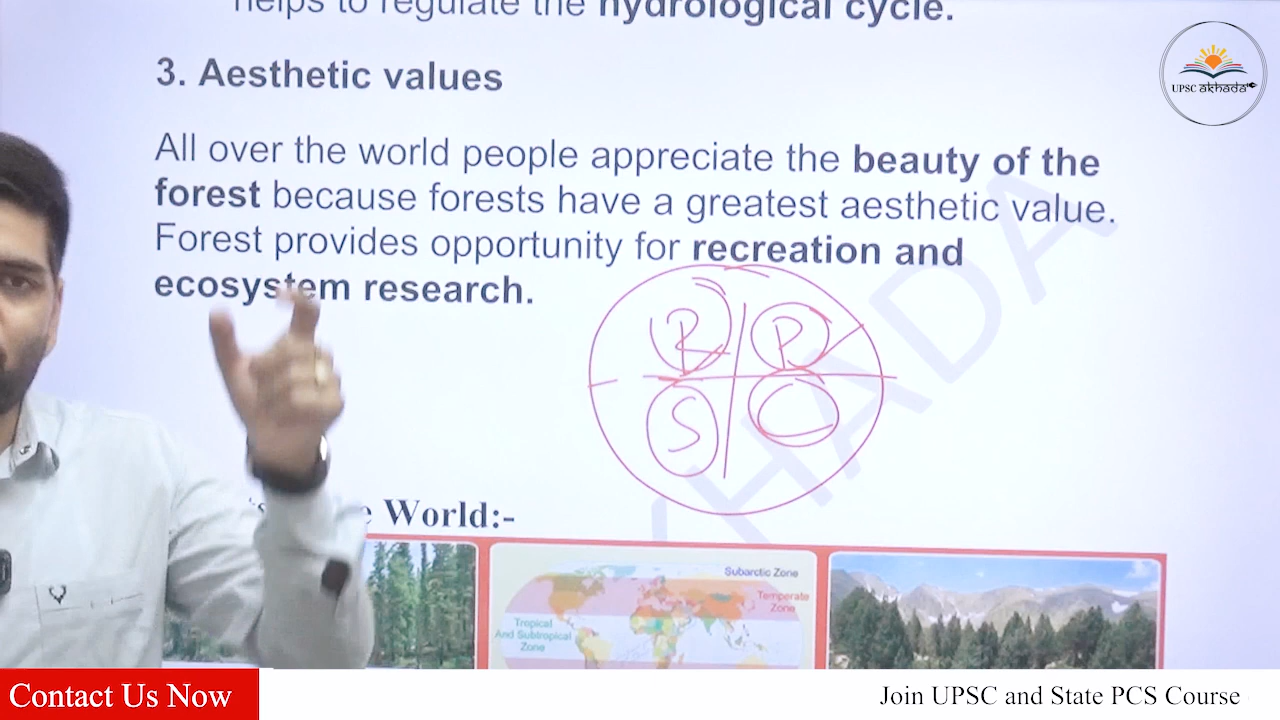 helps to regulate the hydrological cycle.
3. Aesthetic values
UPSC akhada
All over the world people appreciate the beauty of the
forest because forests have a greatest aesthetic value.
Forest provides opportunity for recreation and
ecosystem research.
R P
S C
World:-
Subarctic Zone
Temperate
Zone
Tropical
And Subtropical
Zone
KHADA
Contact Us Now
Join UPSC and State PCS Course